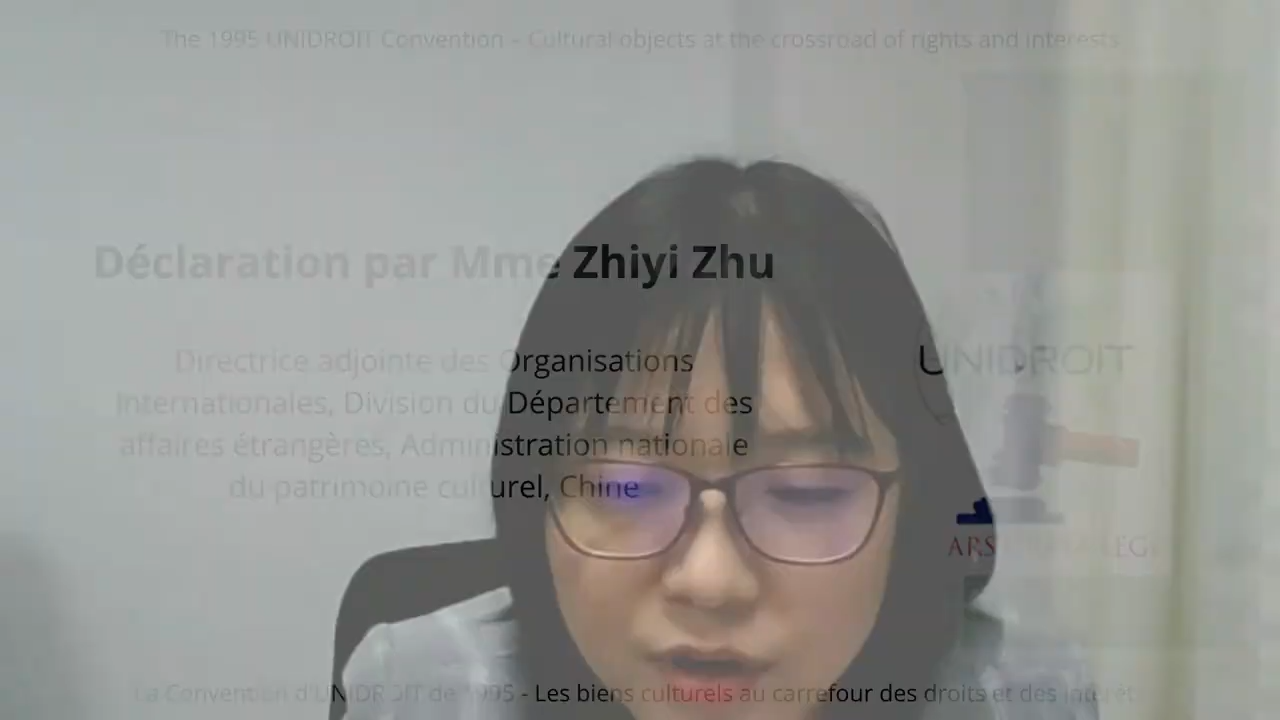 The 1995 UNIDROIT Convention - Cultural objects at the crossroad of rights and interests
Déclaration par Mme Zhiyi Zhu
Directrice adjointe des Organisations
Internationales, Division du Département des
affaires étrangères, Administration nationale
du patrimoine culturel, Chine
UNIDROIT
ARS
La Convention d'UNIDROIT de 1995 - Les biens culturels au carrefour des droits et des intérêts